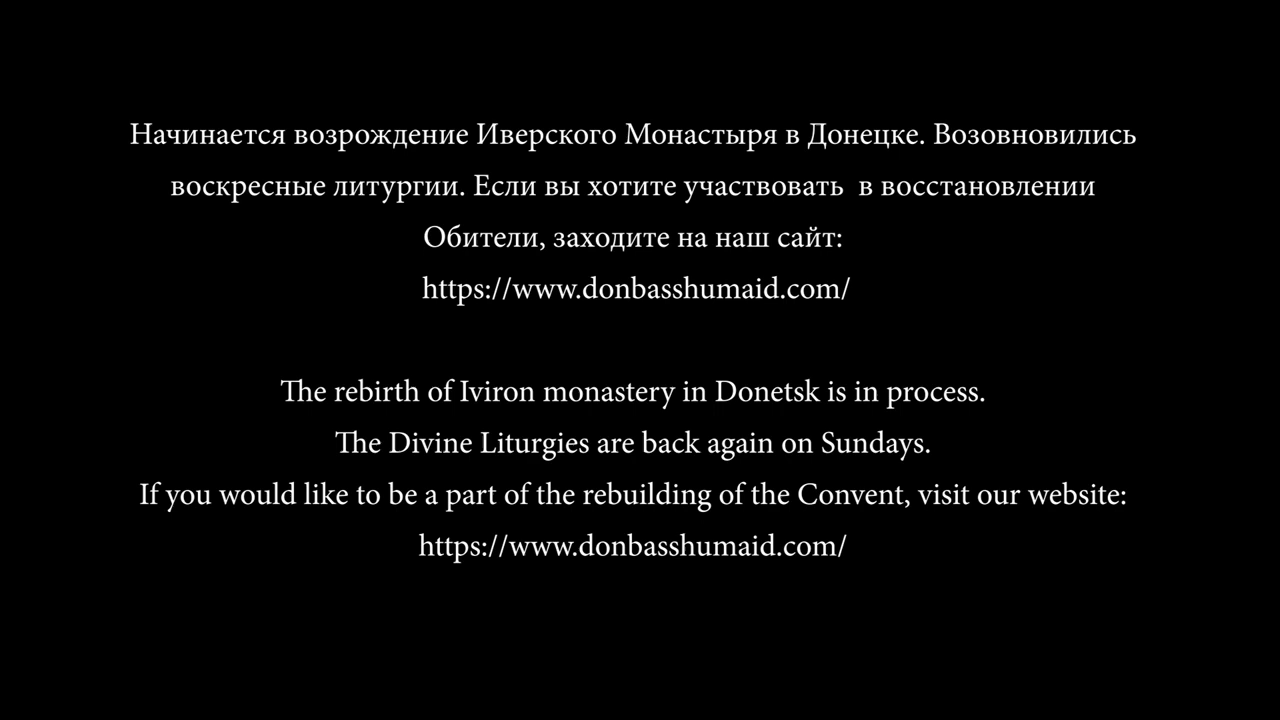 Начинается возрождение Иверского Монастыря в Донецке. Возовновились
воскресные литургии. Если вы хотите участвовать в восстановлении
Обители, заходите на наш сайт:
https://www.donbasshumaid.com/
The rebirth of Iviron monastery in Donetsk is in process.
The Divine Liturgies are back again on Sundays.
If you would like to be a part of the rebuilding of the Convent, visit our website:
https://www.donbasshumaid.com/